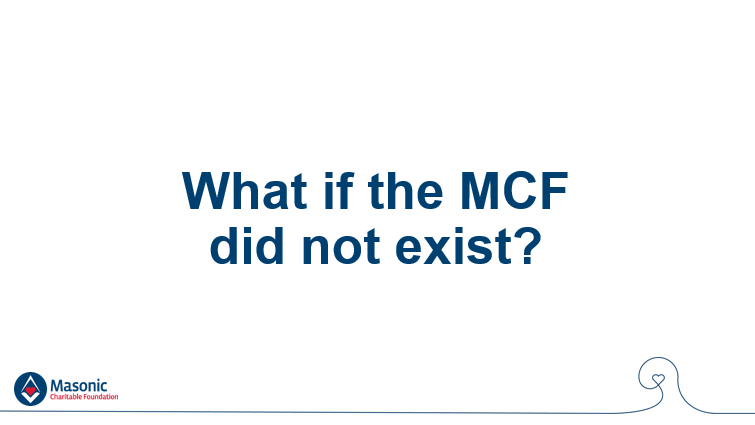 What if the MCF
did not exist?
Masonic
Charitable Foundation